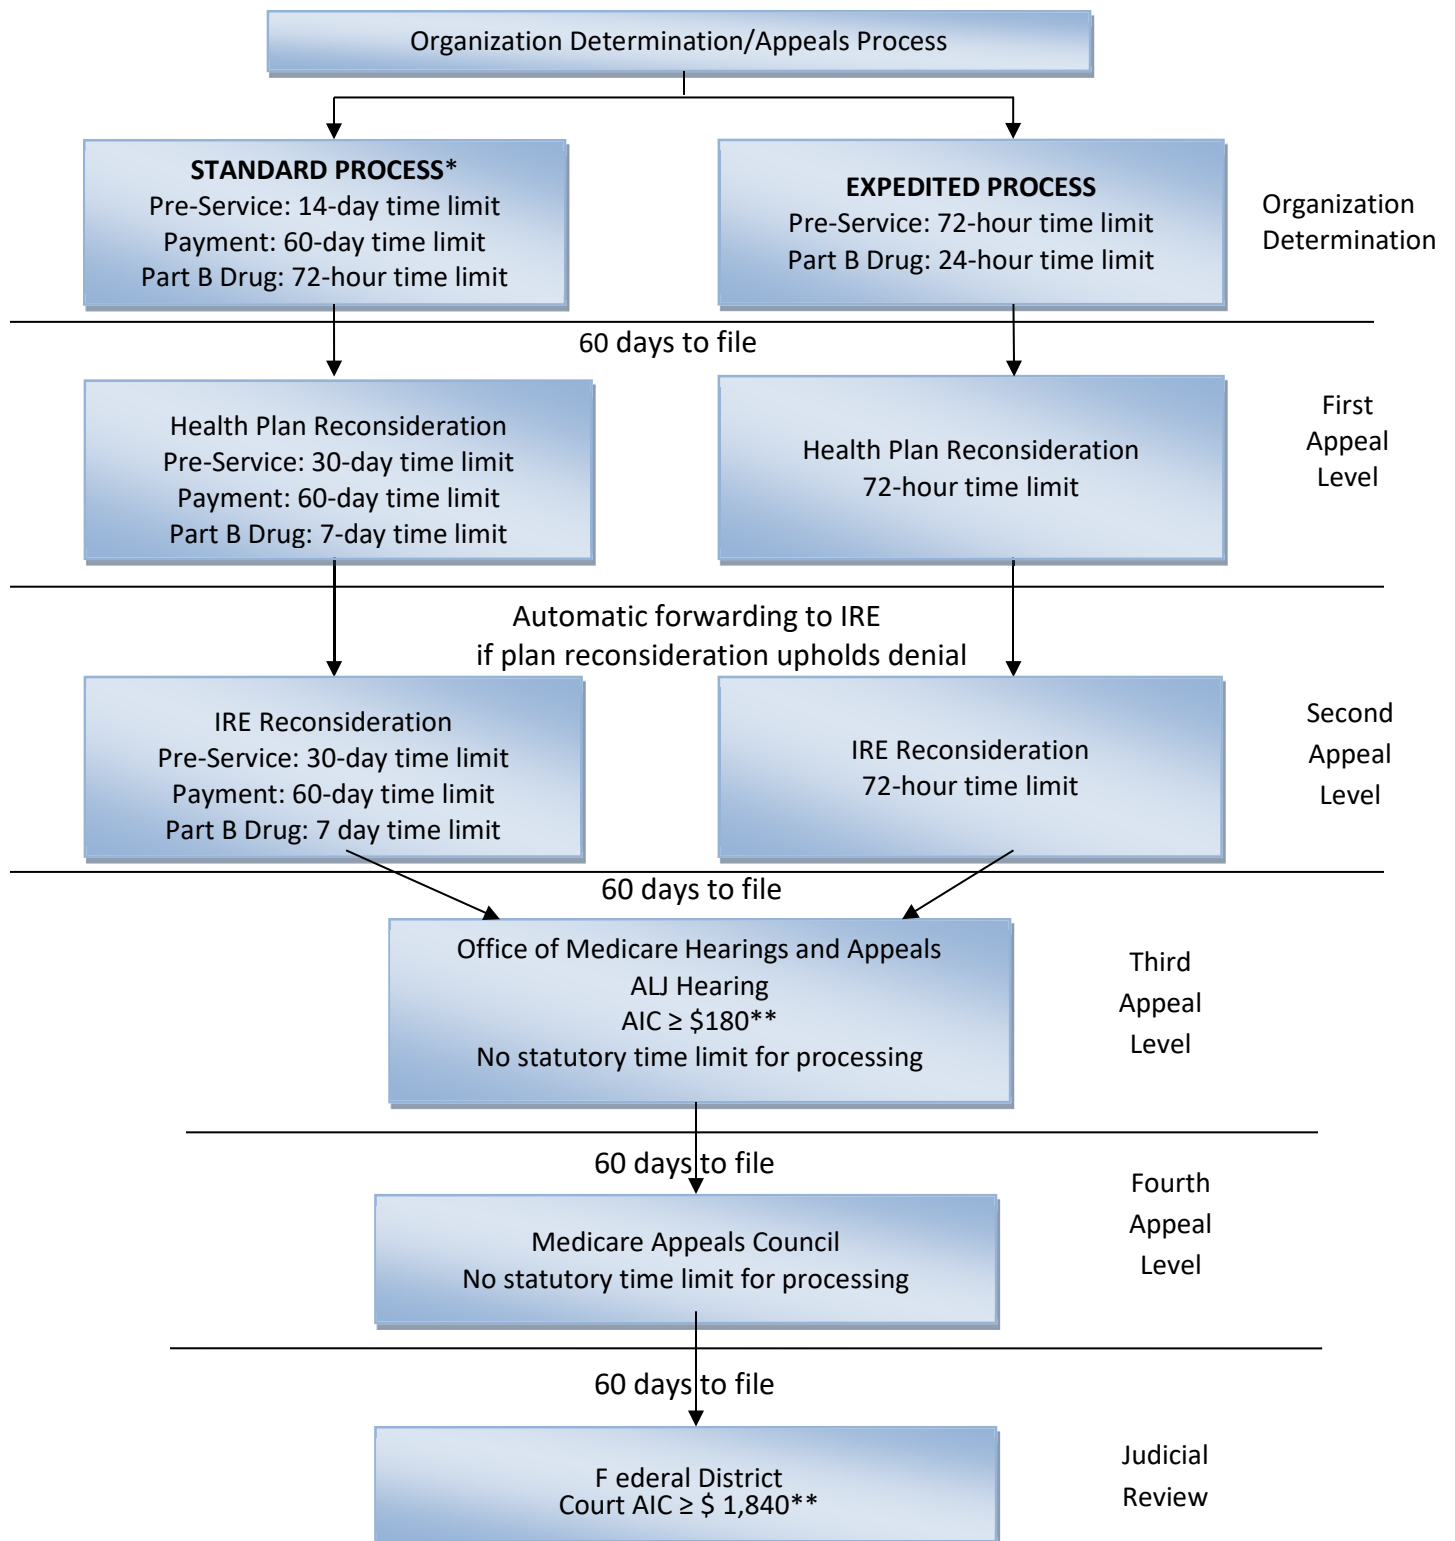 Organization Determination/Appeals Process
STANDARD PROCESS*
Pre-Service: 14-day time limit
Payment: 60-day time limit
Part B Drug: 72-hour time limit
EXPEDITED PROCESS
Pre-Service: 72-hour time limit
Part B Drug: 24-hour time limit
Organization
Determination
60 days to file
Health Plan Reconsideration
Pre-Service: 30-day time limit
Payment: 60-day time limit
Part B Drug: 7-day time limit
Health Plan Reconsideration
72-hour time limit
First
Appeal
Level
Automatic forwarding to IRE
if plan reconsideration upholds denial
IRE Reconsideration
Pre-Service: 30-day time limit
Payment: 60-day time limit
Part B Drug: 7 day time limit
IRE Reconsideration
72-hour time limit
Second
Appeal
Level
60 days to file
Office of Medicare Hearings and Appeals
ALJ Hearing
AIC ≥ $180**
No statutory time limit for processing
Third
Appeal
Level
60 days to file
Medicare Appeals Council
No statutory time limit for processing
Fourth
Appeal
Level
60 days to file
F ederal District
Court AIC ≥ $ 1,840**
Judicial
Review